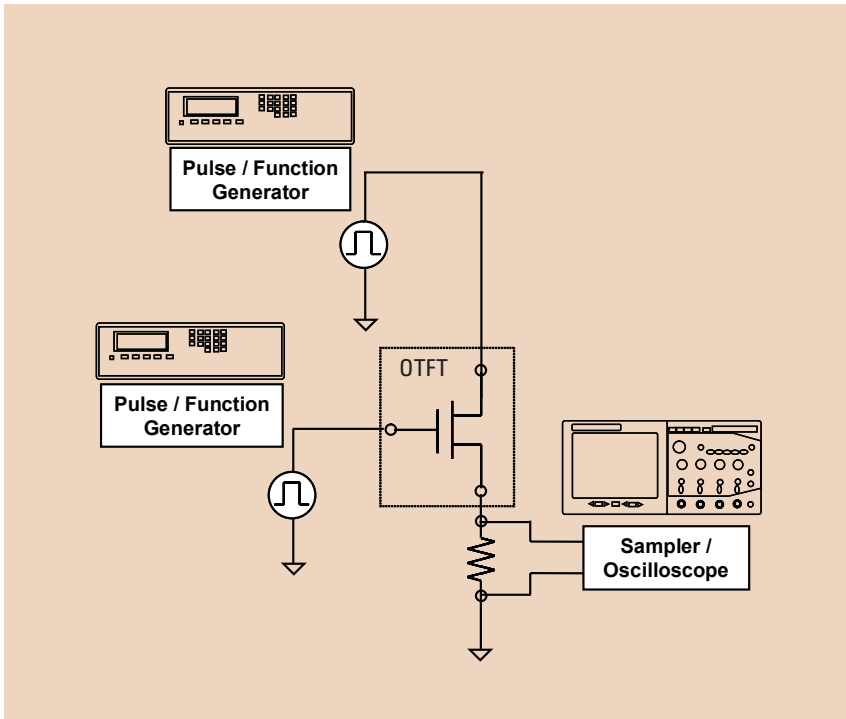 Pulse / Function
Generator
Pulse / Function
Generator
OTFT
Sampler /
Oscilloscope